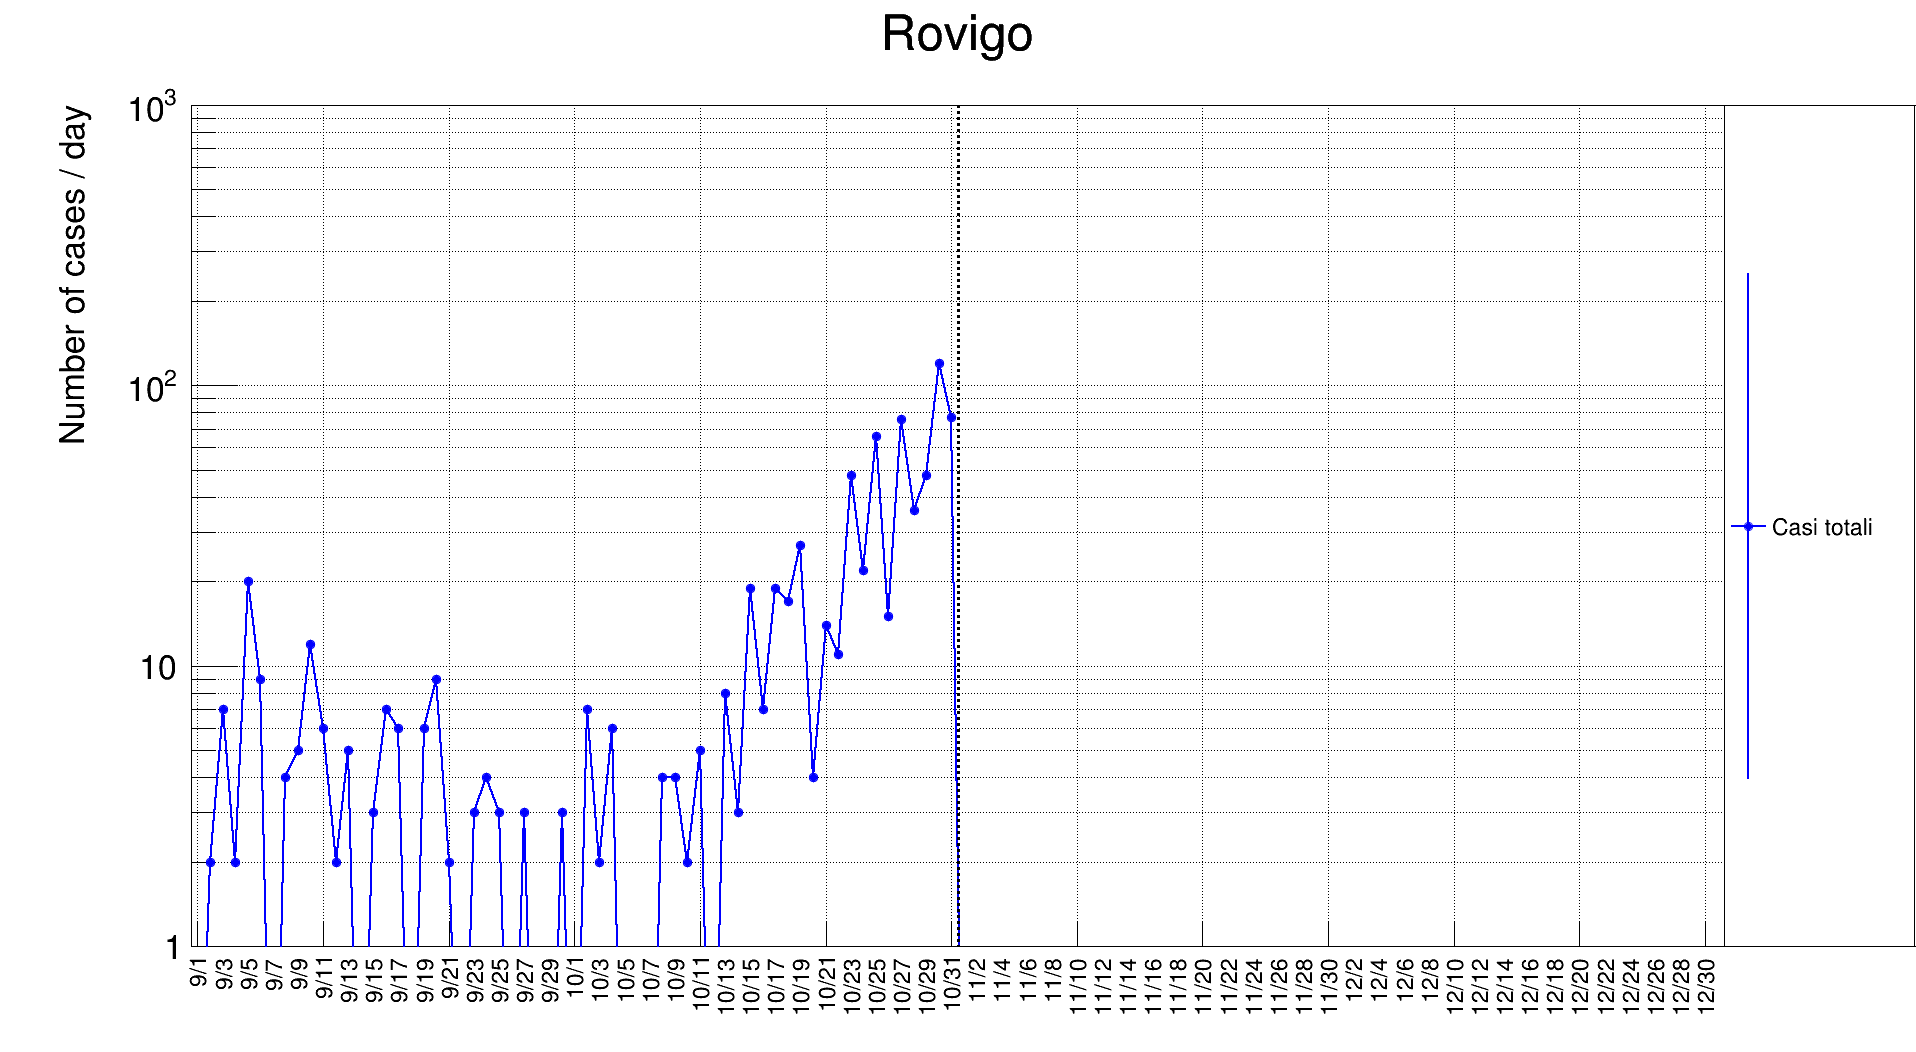 Rovigo
Number of cases / day
10³
10²
10
1
9/1 9/3 9/5 9/7 9/9 9/11 9/13 9/15 9/17 9/19 9/21 9/23 9/25 9/27 9/29 10/1 10/3 10/5 10/7 10/9 10/11 10/13 10/15 10/17 10/19 10/21 10/23 10/25 10/27 10/29 10/31 11/2 11/4 11/6 11/8 11/10 11/12 11/14 11/16 11/18 11/20 11/22 11/24 11/26 11/28 11/30 12/2 12/4 12/6 12/8 12/10 12/12 12/14 12/16 12/18 12/20 12/22 12/24 12/26 12/28 12/30
Casi totali